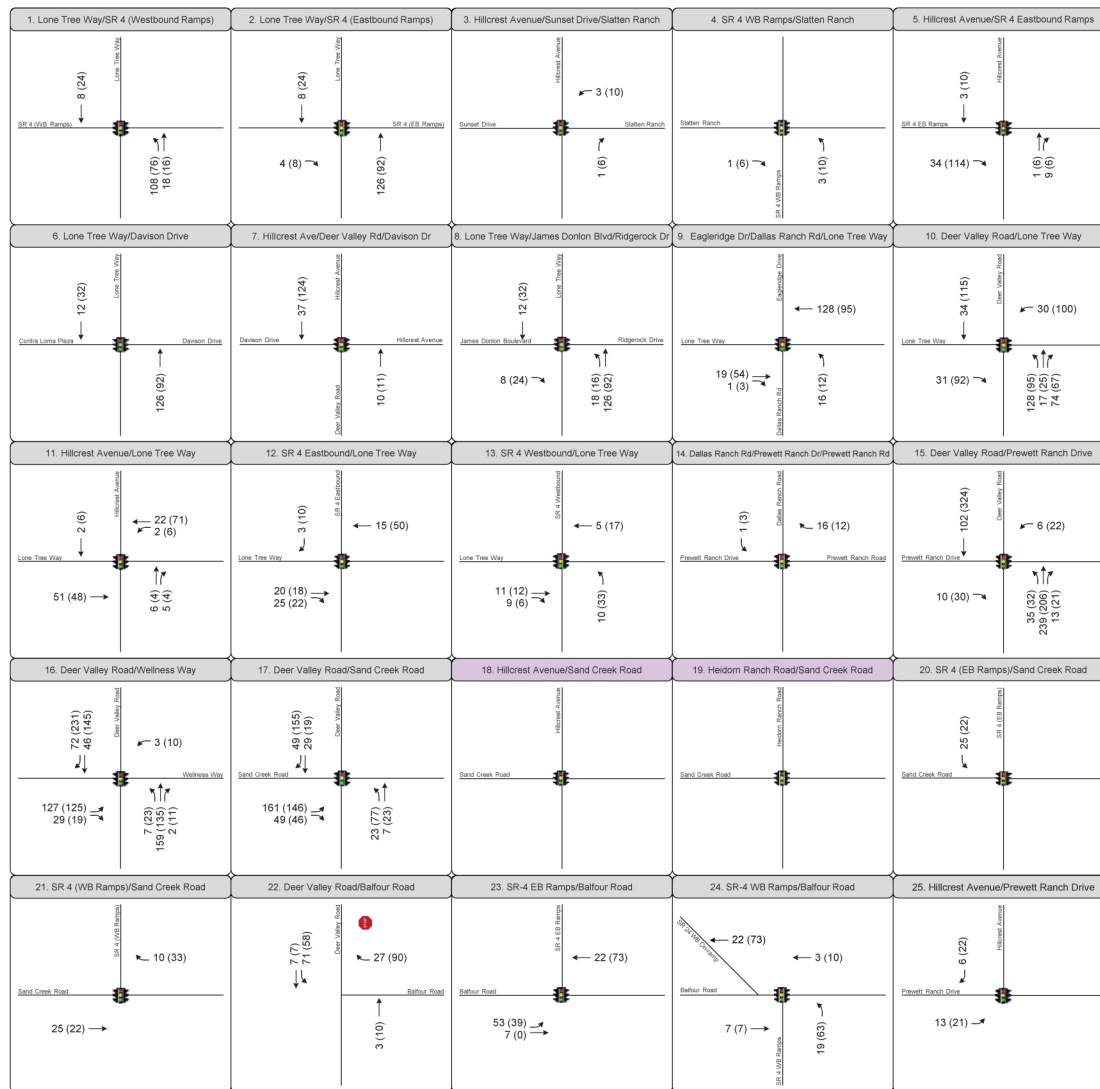 1. Lone Tree Way/SR 4 (Westbound Ramps)
Lone Tree Way
8 (24)
SR 4 (WB Ramps)
108 (76)
18 (16)
2. Lone Tree Way/SR 4 (Eastbound Ramps)
Lone Tree Way
8 (24)
SR 4 (EB Ramps)
4 (8)
126 (92)
3. Hillcrest Avenue/Sunset Drive/Slatten Ranch
Hillcrest Avenue
3 (10)
Sunset Drive
Slatten Ranch
1 (6)
4. SR 4 WB Ramps/Slatten Ranch
Slatten Ranch
1 (6)
3 (10)
SR 4 WB Ramps
5. Hillcrest Avenue/SR 4 Eastbound Ramps
Hillcrest Avenue
3 (10)
SR 4 EB Ramps
34 (114)
1 (6)
9 (6)
6. Lone Tree Way/Davison Drive
Lone Tree Way
12 (32)
Contra Loma Plaza
Davison Drive
126 (92)
7. Hillcrest Ave/Deer Valley Rd/Davison Dr
Hillcrest Avenue
37 (124)
Davison Drive
Hillcrest Avenue
10 (11)
Deer Valley Road
8. Lone Tree Way/James Donlon Blvd/Ridgerock Dr
Lone Tree Way
12 (32)
James Donlon Boulevard
Ridgerock Drive
8 (24)
18 (16)
126 (92)
9. Eagleridge Dr/Dallas Ranch Rd/Lone Tree Way
Eagleridge Drive
128 (95)
Lone Tree Way
19 (54)
1 (3)
16 (12)
Dallas Ranch Rd
10. Deer Valley Road/Lone Tree Way
Deer Valley Road
34 (115)
30 (100)
Lone Tree Way
31 (92)
128 (95)
17 (25)
74 (67)
11. Hillcrest Avenue/Lone Tree Way
Hillcrest Avenue
2 (6)
22 (71)
2 (6)
Lone Tree Way
51 (48)
6 (4)
5 (4)
12. SR 4 Eastbound/Lone Tree Way
SR 4 Eastbound
3 (10)
15 (50)
Lone Tree Way
20 (18)
25 (22)
13. SR 4 Westbound/Lone Tree Way
SR 4 Westbound
5 (17)
Lone Tree Way
11 (12)
9 (6)
10 (33)
14. Dallas Ranch Rd/Prewett Ranch Dr/Prewett Ranch Rd
Dallas Ranch Road
1 (3)
16 (12)
Prewett Ranch Drive
Prewett Ranch Road
15. Deer Valley Road/Prewett Ranch Drive
Deer Valley Road
102 (324)
6 (22)
Prewett Ranch Drive
10 (30)
35 (32)
239 (206)
13 (21)
16. Deer Valley Road/Wellness Way
Deer Valley Road
72 (231)
46 (145)
3 (10)
Wellness Way
127 (125)
29 (19)
7 (23)
159 (135)
2 (11)
17. Deer Valley Road/Sand Creek Road
Deer Valley Road
49 (155)
29 (19)
Sand Creek Road
161 (146)
49 (46)
23 (77)
7 (23)
18. Hillcrest Avenue/Sand Creek Road
Hillcrest Avenue
Sand Creek Road
19. Heidorn Ranch Road/Sand Creek Road
Heidorn Ranch Road
Sand Creek Road
20. SR 4 (EB Ramps)/Sand Creek Road
SR 4 (EB Ramps)
25 (22)
Sand Creek Road
21. SR 4 (WB Ramps)/Sand Creek Road
SR 4 (WB Ramps)
10 (33)
Sand Creek Road
25 (22)
22. Deer Valley Road/Balfour Road
Deer Valley Road
STOP
7 (7)
71 (58)
27 (90)
Balfour Road
3 (10)
23. SR-4 EB Ramps/Balfour Road
SR 4 EB Ramps
22 (73)
Balfour Road
53 (39)
7 (0)
24. SR-4 WB Ramps/Balfour Road
SR 24 WB On-ramp
22 (73)
3 (10)
Balfour Road
7 (7)
19 (63)
SR 4 WB Ramps
25. Hillcrest Avenue/Prewett Ranch Drive
Hillcrest Avenue
6 (22)
Prewett Ranch Drive
13 (21)